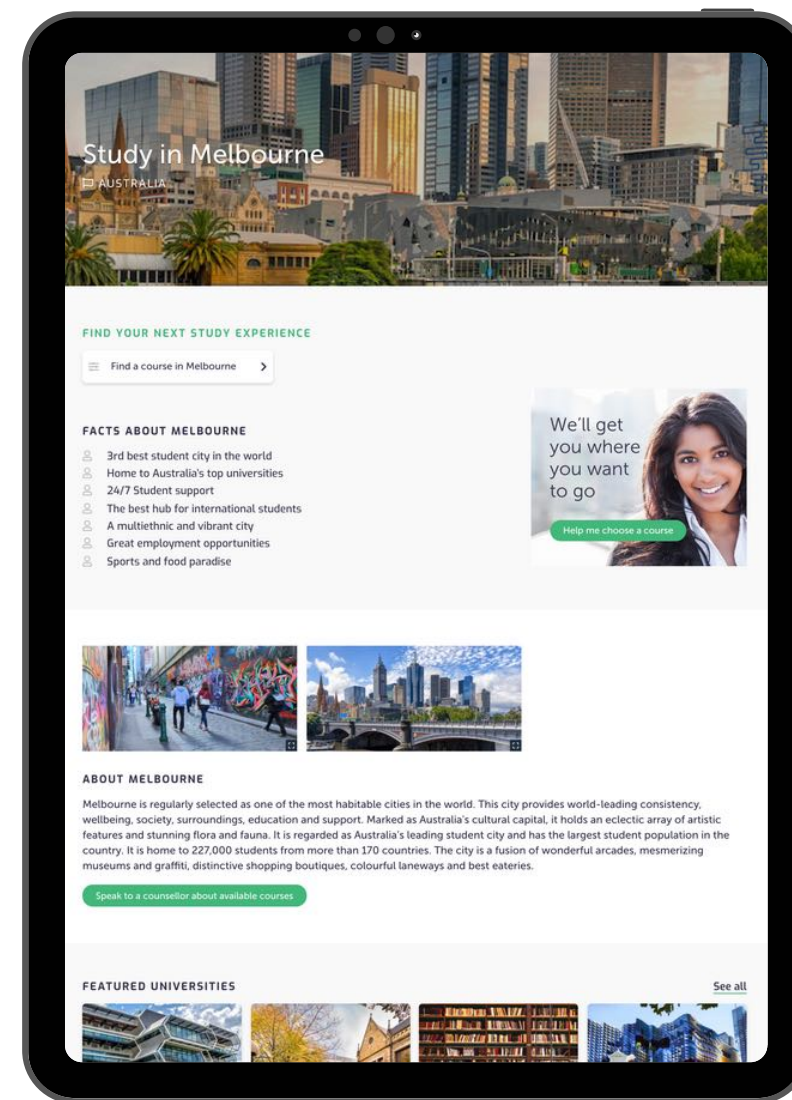 Study in Melbourne
AUSTRALIA
FIND YOUR NEXT STUDY EXPERIENCE
Find a course in Melbourne
FACTS ABOUT MELBOURNE
3rd best student city in the world
Home to Australia's top universities
24/7 Student support
The best hub for international students
A multiethnic and vibrant city
Great employment opportunities
Sports and food paradise
We'll get
you where
you want
to go
Help me choose a course
ABOUT MELBOURNE
Melbourne is regularly selected as one of the most habitable cities in the world. This city provides world-leading consistency,
wellbeing, society, surroundings, education and support. Marked as Australia's cultural capital, it holds an eclectic array of artistic
features and stunning flora and fauna. It is regarded as Australia's leading student city and has the largest student population in the
country. It is home to 227,000 students from more than 170 countries. The city is a fusion of wonderful arcades, mesmerizing
museums and graffiti, distinctive shopping boutiques, colourful laneways and best eateries.
Speak to a counsellor about available courses
FEATURED UNIVERSITIES
See all